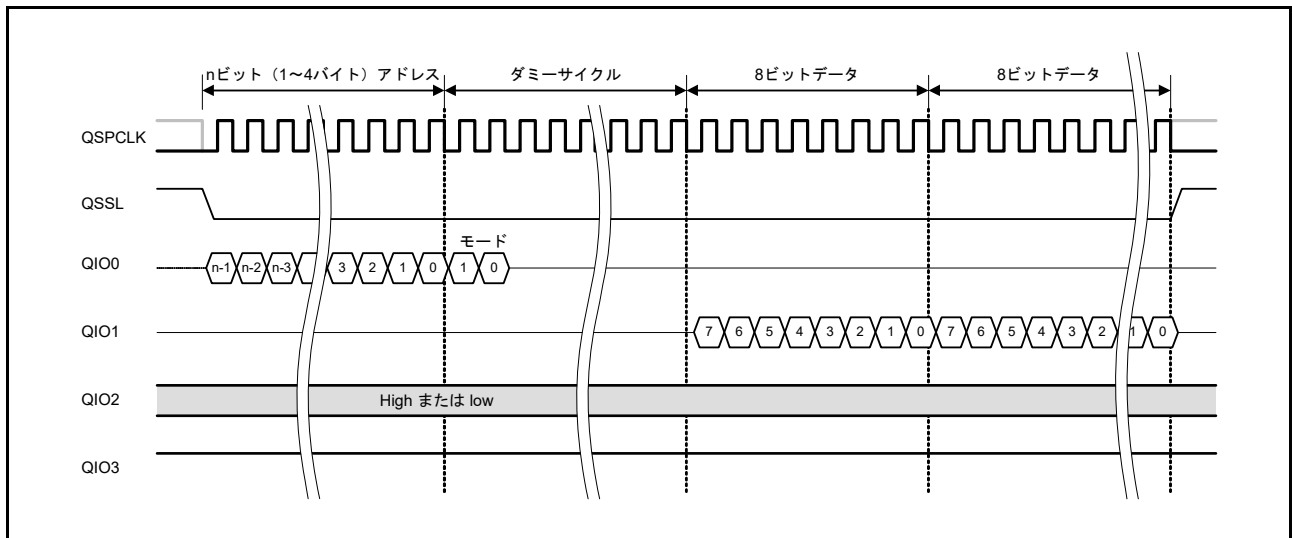 nビット（1～4バイト）アドレス ダミーサイクル 8ビットデータ 8ビットデータ
QSPCLK
QSSL
モード
QIO0 n-1 n-2 n-3 3 2 1 0 1 0
QIO1 7 6 5 4 3 2 1 0 7 6 5 4 3 2 1 0
QIO2 High または low
QIO3